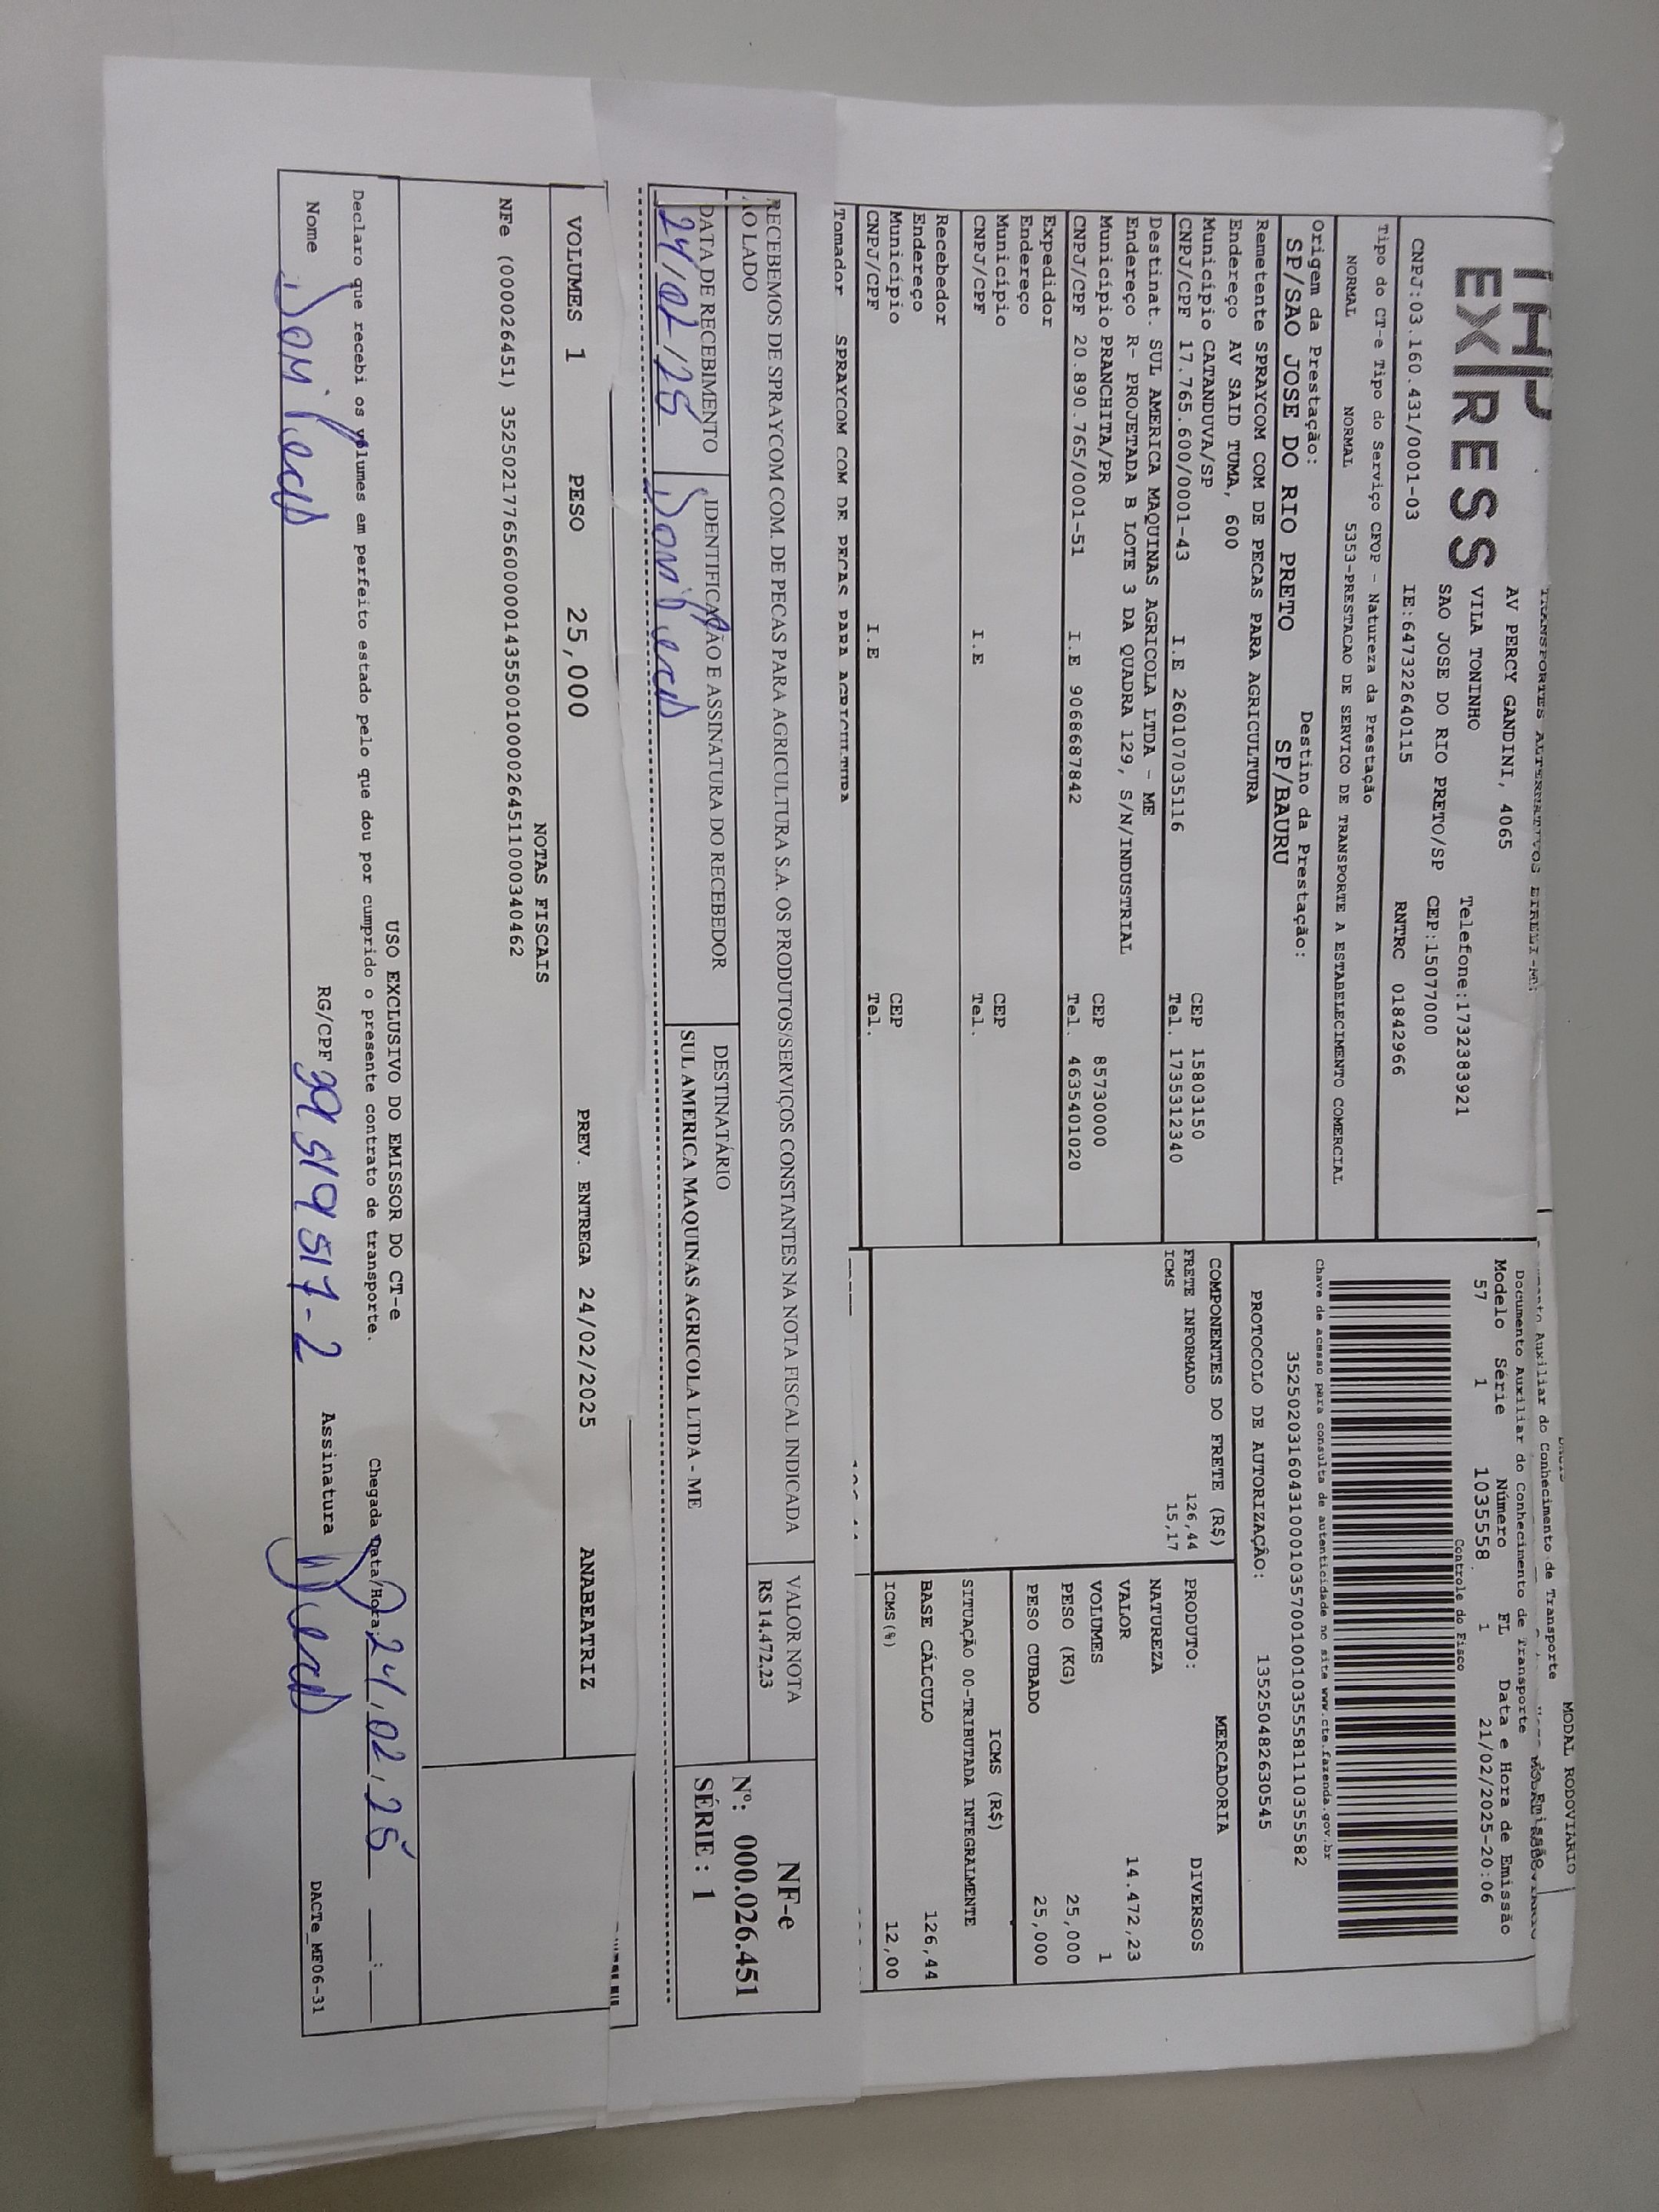 EXPRESS
AV PERCY GANDINI, 4065
VILA TONINHO
Telefone:1732383921
SAO JOSE DO RIO PRETO/SP CEP:15077000
CNPJ:03.160.431/0001-03 IE:647322640115 RNTRC 01842966
Tipo do CT-e Tipo do Serviço CFOP - Natureza da Prestação
NORMAL NORMAL 5353-PRESTACAO DE SERVICO DE TRANSPORTE A ESTABELECIMENTO COMERCIAL
Origem da Prestação: Destino da Prestação:
SP/SAO JOSE DO RIO PRETO SP/BAURU
Remetente SPRAYCOM COM DE PECAS PARA AGRICULTURA
Endereço AV SAID TUMA, 600
Município CATANDUVA/SP CEP 15803150
CNPJ/CPF 17.765.600/0001-43 I.E 260107035116 Tel. 1735312340
Destinat. SUL AMERICA MAQUINAS AGRICOLA LTDA - ME
Endereço R- PROJETADA B LOTE 3 DA QUADRA 129, S/N/INDUSTRIAL
Município PRANCHITA/PR CEP 85730000
CNPJ/CPF 20.890.765/0001-51 I.E 9068687842 Tel. 4635401020
Expedidor
Endereço
Município CEP
CNPJ/CPF I.E Tel.
Recebedor
Endereço
Município CEP
CNPJ/CPF I.E Tel.
Tomador SPRAYCOM COM DE PECAS PARA AGRICULTURA
MODAL RODOVIÁRIO
Documento Auxiliar do Conhecimento de Transporte
Modelo Série Número FL Data e Hora de Emissão
57 1 1035558 1 21/02/2025-20:06
Controle do Fisco
Chave de acesso para consulta de autenticidade no site www.cte.fazenda.gov.br
35250203160431000103570010010355581110355582
PROTOCOLO DE AUTORIZAÇÃO: 135250482630545
COMPONENTES DO FRETE (R$)
FRETE INFORMADO 126,44
ICMS 15,17
MERCADORIA
PRODUTO: DIVERSOS
NATUREZA
VALOR 14.472,23
VOLUMES 1
PESO (KG) 25,000
PESO CUBADO 25,000
ICMS (R$)
SITUAÇÃO 00-TRIBUTADA INTEGRALMENTE
BASE CÁLCULO 126,44
ICMS(%) 12,00
RECEBEMOS DE SPRAYCOM COM. DE PECAS PARA AGRICULTURA S.A. OS PRODUTOS/SERVIÇOS CONSTANTES NA NOTA FISCAL INDICADA
AO LADO
VALOR NOTA
R$ 14.472,23
NF-e
Nº: 000.026.451
SÉRIE : 1
DATA DE RECEBIMENTO IDENTIFICAÇÃO E ASSINATURA DO RECEBEDOR DESTINATÁRIO
24/02/25 SUL AMERICA MAQUINAS AGRICOLA LTDA - ME
VOLUMES 1 PESO 25,000 PREV. ENTREGA 24/02/2025 ANABEATRIZ
NOTAS FISCAIS
NFe (000026451) 35250217765600000143550010000264511000340462
USO EXCLUSIVO DO EMISSOR DO CT-e
Declaro que recebi os volumes em perfeito estado pelo que dou por cumprido o presente contrato de transporte. Chegada Data/Hora: 24,02,25 __:__
Nome RG/CPF Assinatura
DACTe_MF06-31